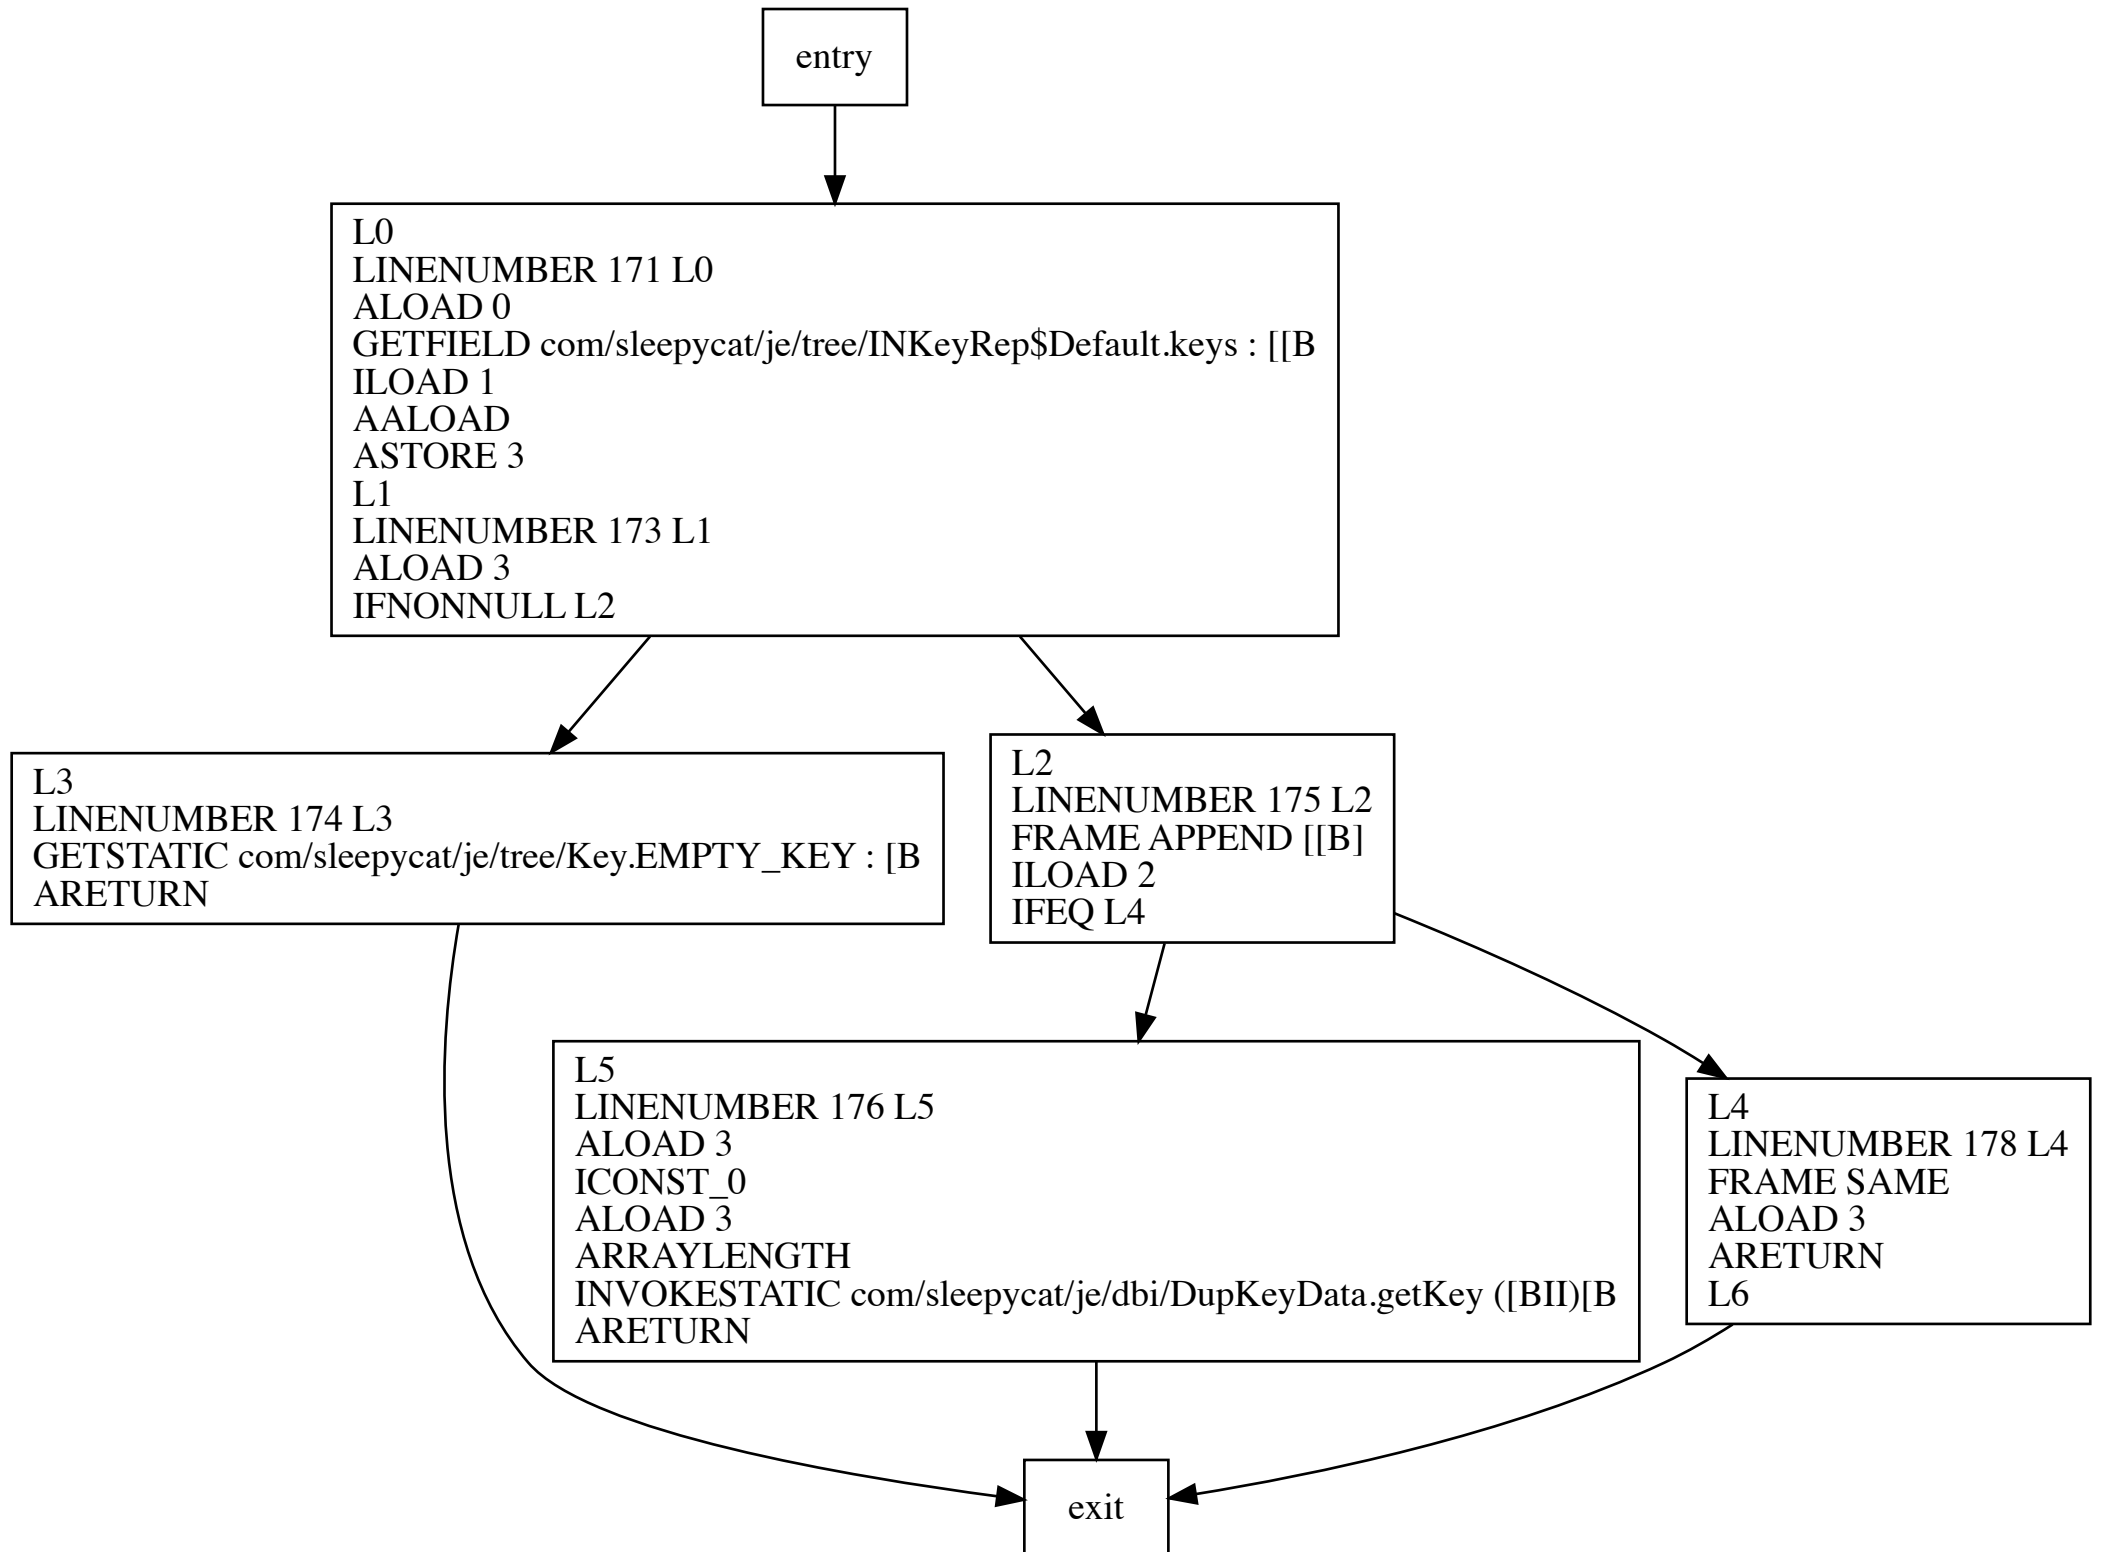 entry
L0
LINENUMBER 171 L0
ALOAD 0
GETFIELD com/sleepycat/je/tree/INKeyRep$Default.keys : [[B
ILOAD 1
AALOAD
ASTORE 3
L1
LINENUMBER 173 L1
ALOAD 3
IFNONNULL L2
L3
LINENUMBER 174 L3
GETSTATIC com/sleepycat/je/tree/Key.EMPTY_KEY : [B
ARETURN
L2
LINENUMBER 175 L2
FRAME APPEND [[B]
ILOAD 2
IFEQ L4
L5
LINENUMBER 176 L5
ALOAD 3
ICONST_0
ALOAD 3
ARRAYLENGTH
INVOKESTATIC com/sleepycat/je/dbi/DupKeyData.getKey ([BII)[B
ARETURN
L4
LINENUMBER 178 L4
FRAME SAME
ALOAD 3
ARETURN
L6
exit